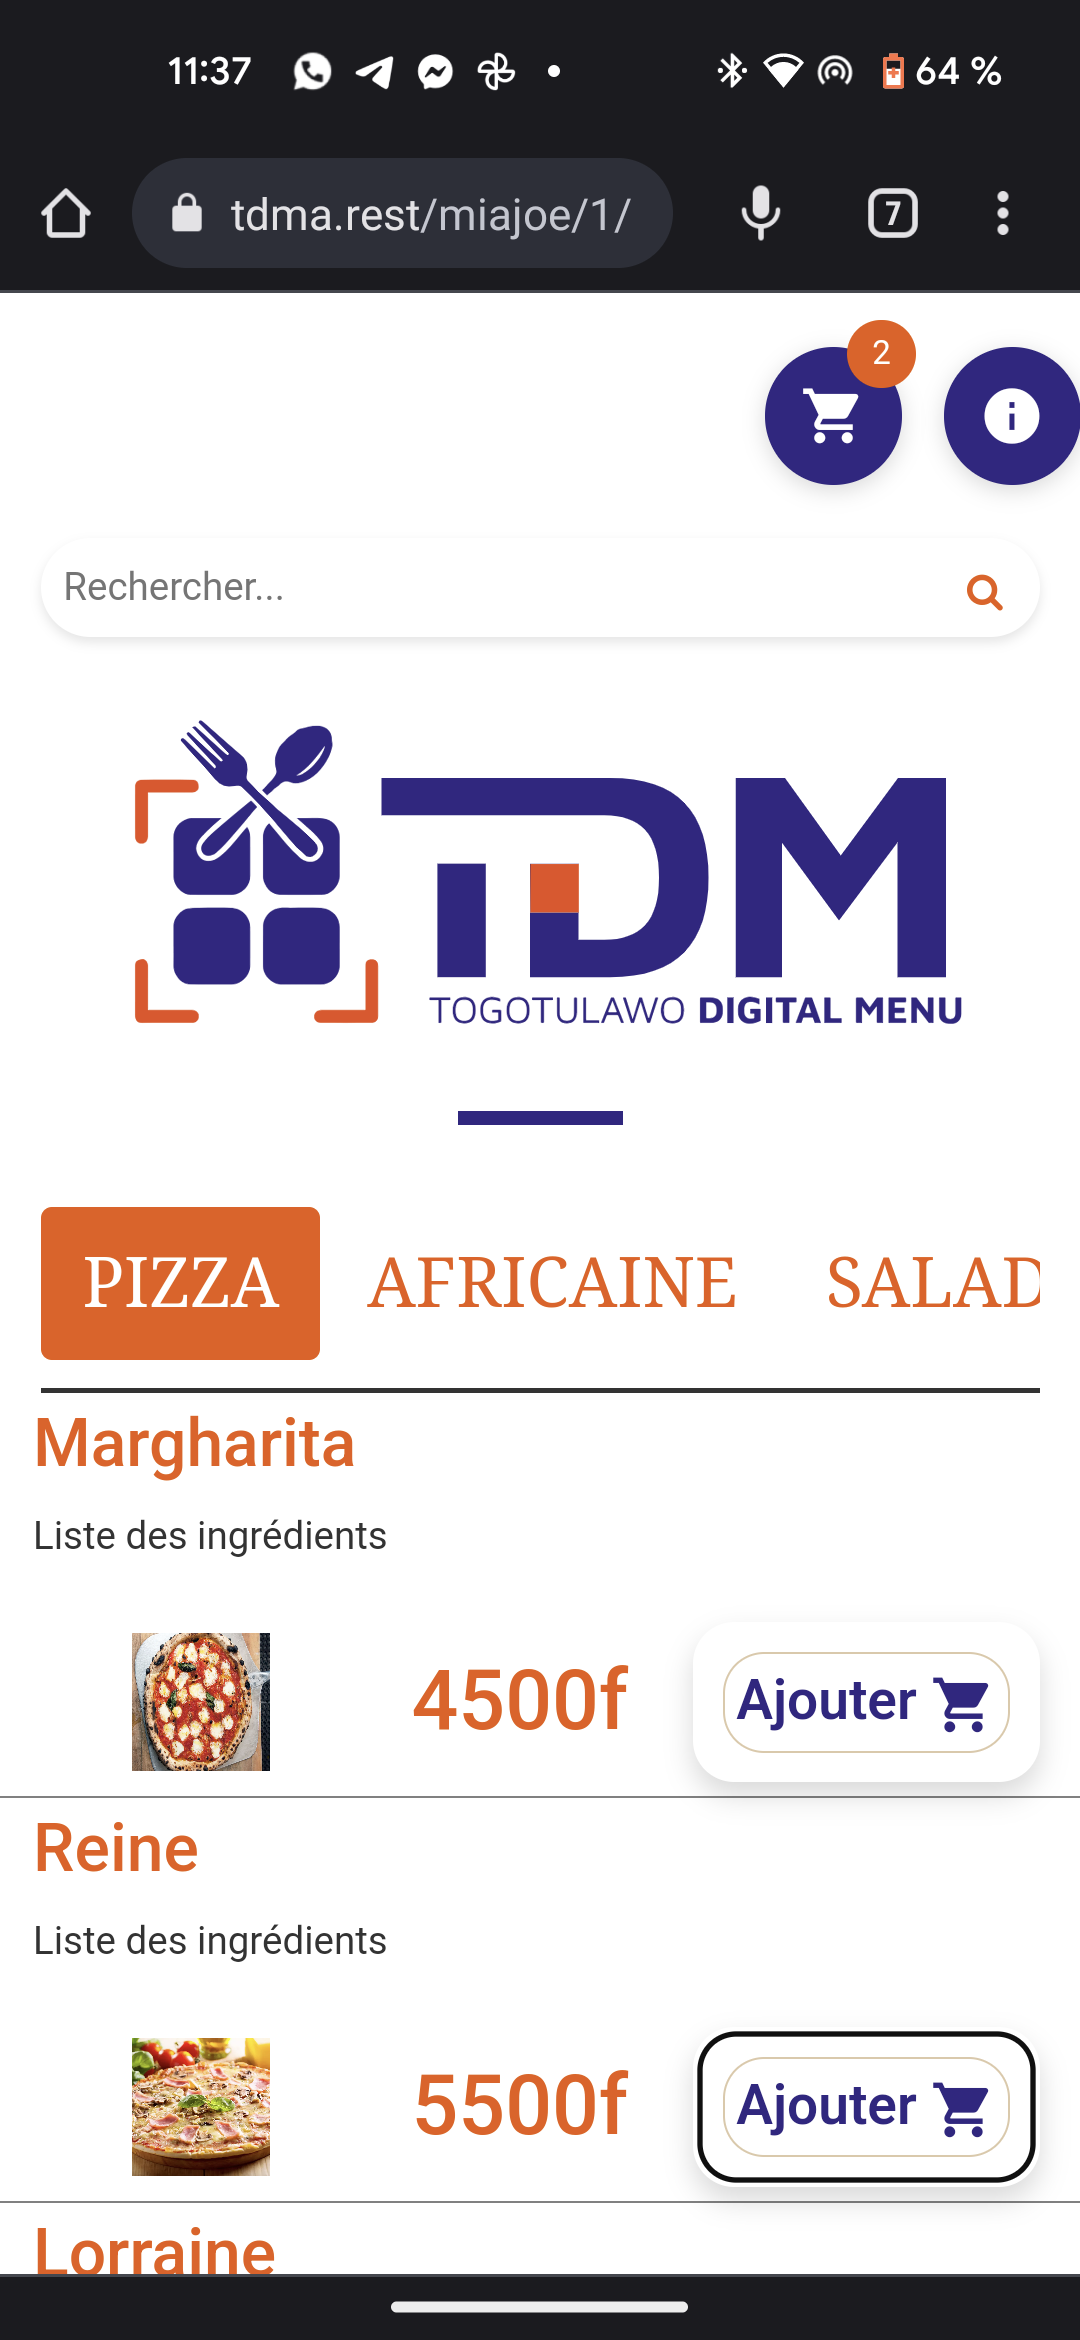 11:37
64 %
tdma.rest/miajoe/1/
7
2
Rechercher...
TDM
TOGOTULAWO DIGITAL MENU
PIZZA AFRICAINE SALAD
Margharita
Liste des ingrédients
4500f
Ajouter
Reine
Liste des ingrédients
5500f
Ajouter
Lorraine